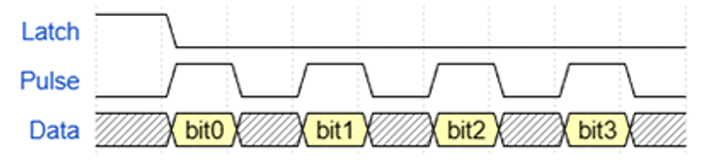 Latch
Pulse
Data bit0 bit1 bit2 bit3